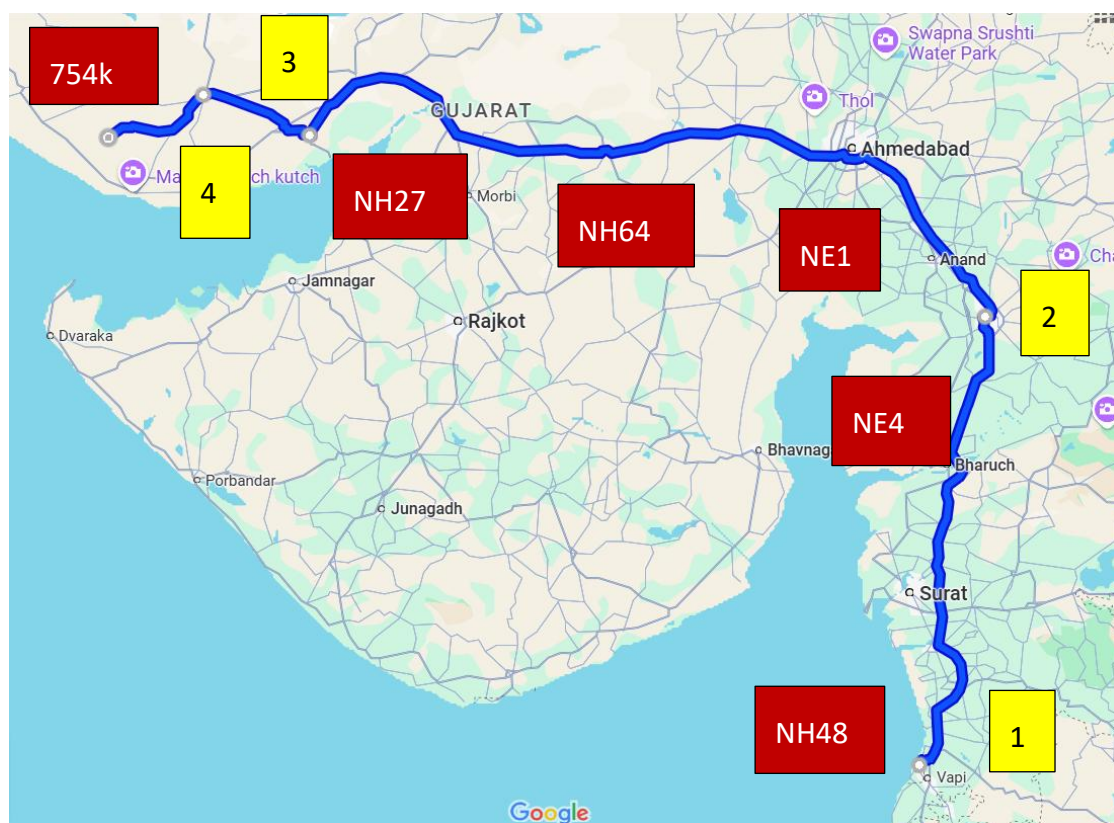 Swapna Srushti
Water Park
3
754k
Thol
GUJARAT
Ahmedabad
4
NH27
Morbi
NH64
NE1
Anand
Jamnagar
2
Rajkot
Dvaraka
NE4
Bhavnag
Bharuch
Porbandar
Junagadh
Surat
NH48
1
Vapi
Google